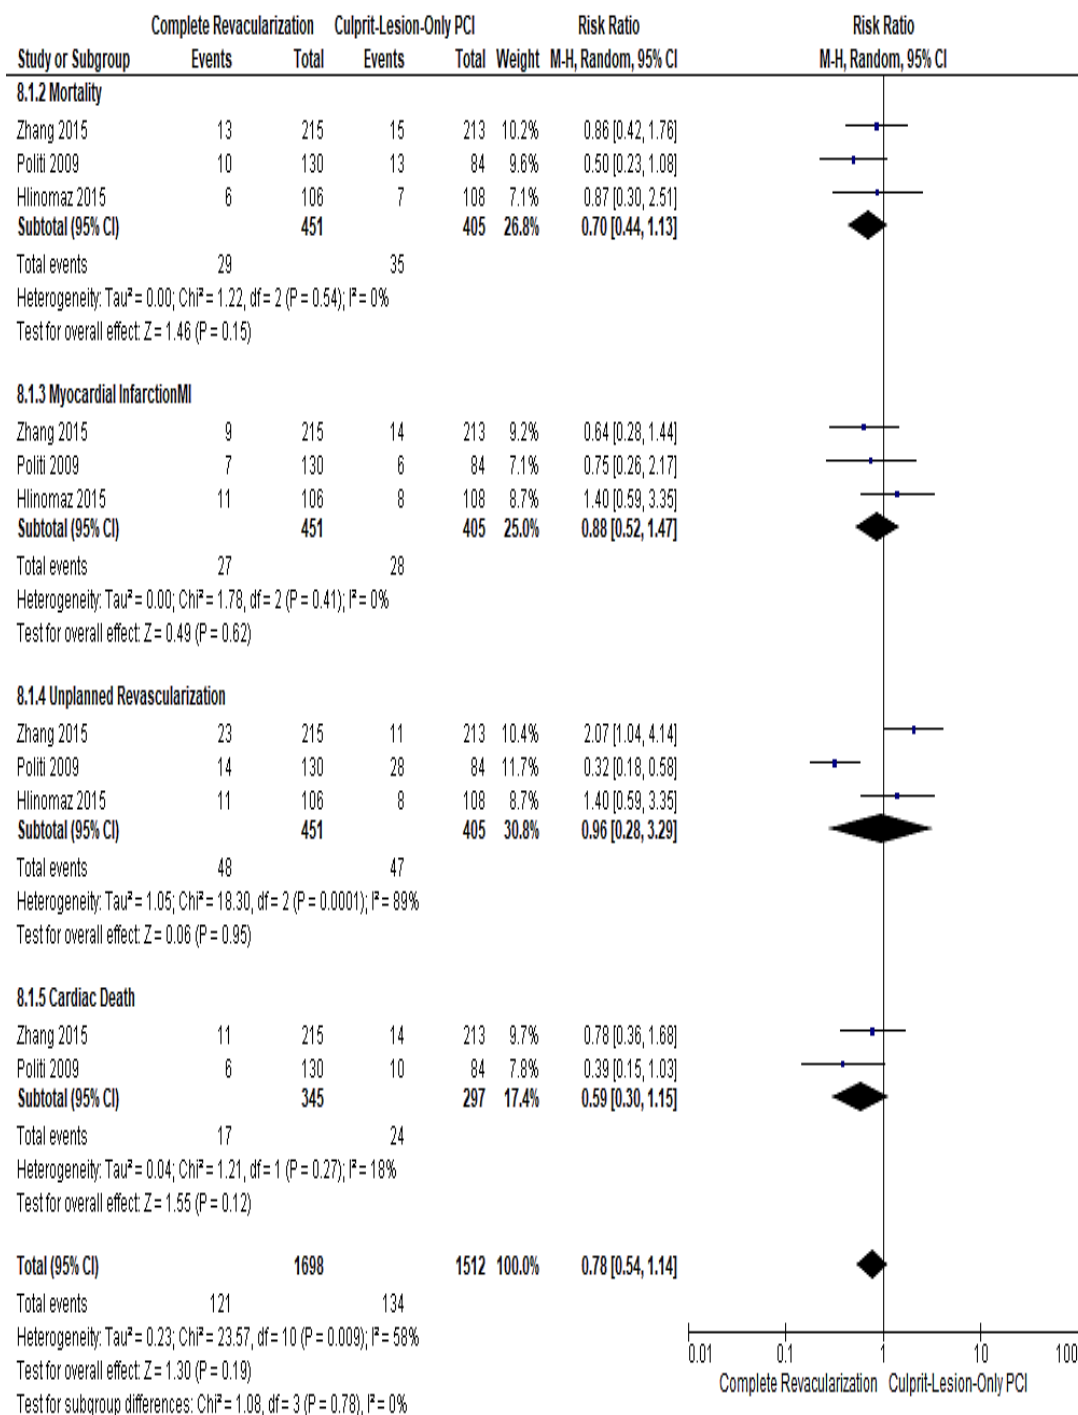 Complete Revacularization Culprit-Lesion-Only PCI Risk Ratio Risk Ratio
Study or Subgroup Events Total Events Total Weight M-H, Random, 95% CI M-H, Random, 95% CI
8.1.2 Mortality
Zhang 2015 13 215 15 213 10.2% 0.86 [0.42, 1.76]
Politi 2009 10 130 13 84 9.6% 0.50 [0.23, 1.08]
Hlinomaz 2015 6 106 7 108 7.1% 0.87 [0.30, 2.51]
Subtotal (95% CI) 451 405 26.8% 0.70 [0.44, 1.13]
Total events 29 35
Heterogeneity: Tau² = 0.00; Chi² = 1.22, df = 2 (P = 0.54); I² = 0%
Test for overall effect: Z = 1.46 (P = 0.15)
8.1.3 Myocardial InfarctionMI
Zhang 2015 9 215 14 213 9.2% 0.64 [0.28, 1.44]
Politi 2009 7 130 6 84 7.1% 0.75 [0.26, 2.17]
Hlinomaz 2015 11 106 8 108 8.7% 1.40 [0.59, 3.35]
Subtotal (95% CI) 451 405 25.0% 0.88 [0.52, 1.47]
Total events 27 28
Heterogeneity: Tau² = 0.00; Chi² = 1.78, df = 2 (P = 0.41); I² = 0%
Test for overall effect: Z = 0.49 (P = 0.62)
8.1.4 Unplanned Revascularization
Zhang 2015 23 215 11 213 10.4% 2.07 [1.04, 4.14]
Politi 2009 14 130 28 84 11.7% 0.32 [0.18, 0.58]
Hlinomaz 2015 11 106 8 108 8.7% 1.40 [0.59, 3.35]
Subtotal (95% CI) 451 405 30.8% 0.96 [0.28, 3.29]
Total events 48 47
Heterogeneity: Tau² = 1.05; Chi² = 18.30, df = 2 (P = 0.0001); I² = 89%
Test for overall effect: Z = 0.06 (P = 0.95)
8.1.5 Cardiac Death
Zhang 2015 11 215 14 213 9.7% 0.78 [0.36, 1.68]
Politi 2009 6 130 10 84 7.8% 0.39 [0.15, 1.03]
Subtotal (95% CI) 345 297 17.4% 0.59 [0.30, 1.15]
Total events 17 24
Heterogeneity: Tau² = 0.04; Chi² = 1.21, df = 1 (P = 0.27); I² = 18%
Test for overall effect: Z = 1.55 (P = 0.12)
Total (95% CI) 1698 1512 100.0% 0.78 [0.54, 1.14]
Total events 121 134
Heterogeneity: Tau² = 0.23; Chi² = 23.57, df = 10 (P = 0.009); I² = 58%
Test for overall effect: Z = 1.30 (P = 0.19)
Test for subgroup differences: Chi² = 1.08, df = 3 (P = 0.78), I² = 0%
0.01 0.1 1 10 100
Complete Revacularization Culprit-Lesion-Only PCI